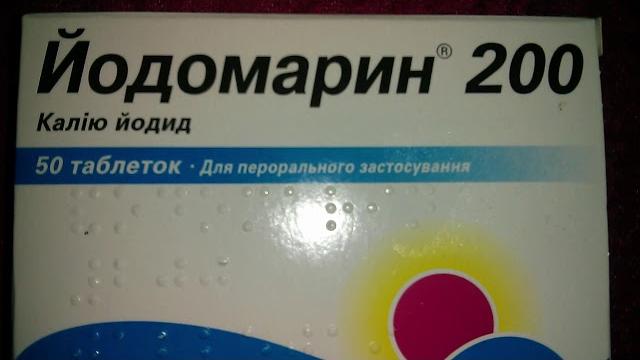 Йодомарин® 200
Калію йодид
50 таблеток · Для перорального застосування